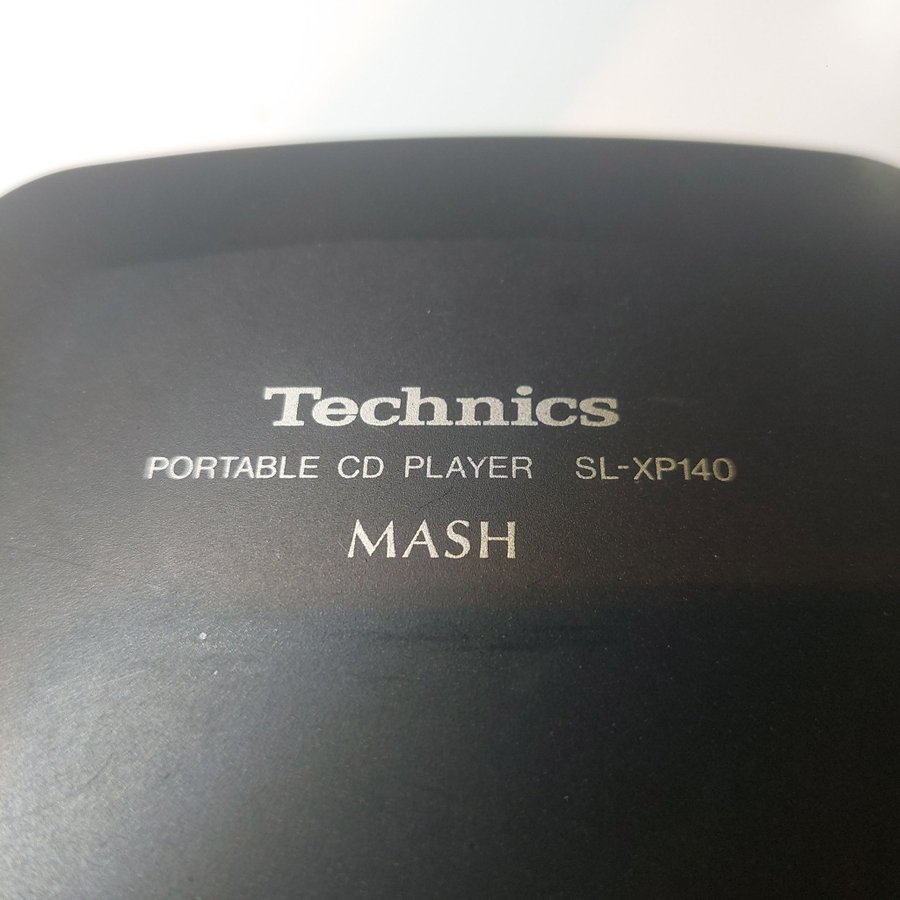 Technics
PORTABLE CD PLAYER SL-XP140
MASH